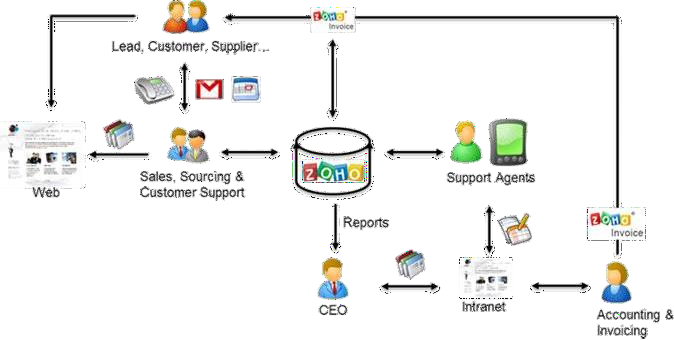 ZOHO
Invoice
Lead, Customer, Supplier...
Web
Sales, Sourcing &
Customer Support
ZOHO
Support Agents
Reports
ZOHO
Invoice
CEO
Intranet
Accounting &
Invoicing